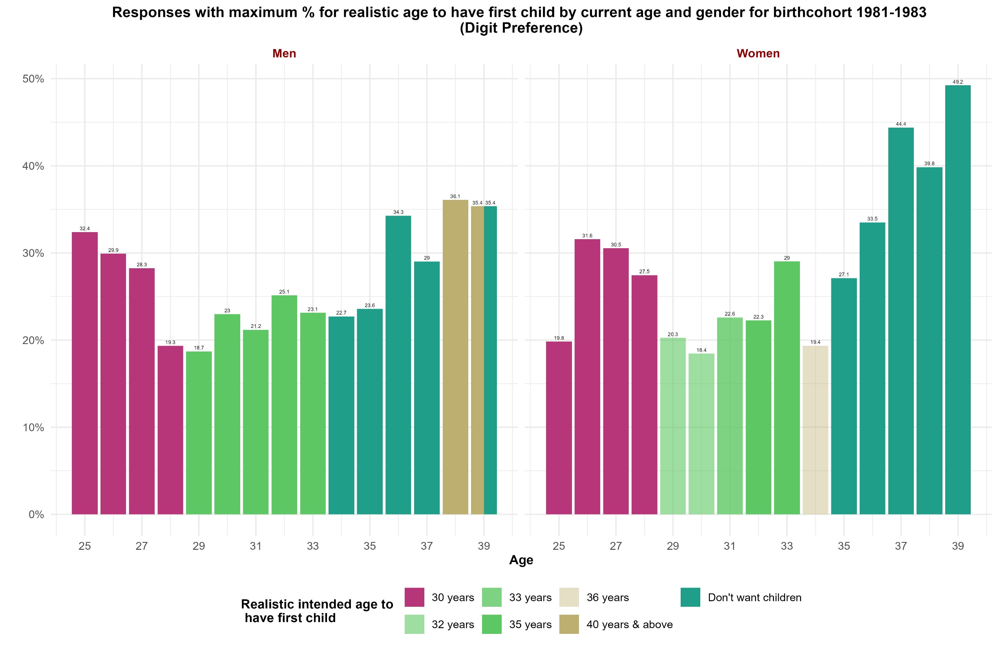 Responses with maximum % for realistic age to have first child by current age and gender for birthcohort 1981-1983
(Digit Preference)
Men
Women
50%
40%
30%
20%
10%
0%
32.4
29.9
28.3
19.3
18.7
23
21.2
25.1
23.1
22.7
23.6
34.3
29
36.1
35.4
35.4
19.8
31.6
30.5
27.5
20.3
18.4
22.6
22.3
29
19.4
27.1
33.5
44.4
39.8
49.2
25 27 29 31 33 35 37 39
25 27 29 31 33 35 37 39
Age
Realistic intended age to
have first child
30 years
33 years
36 years
Don't want children
32 years
35 years
40 years & above